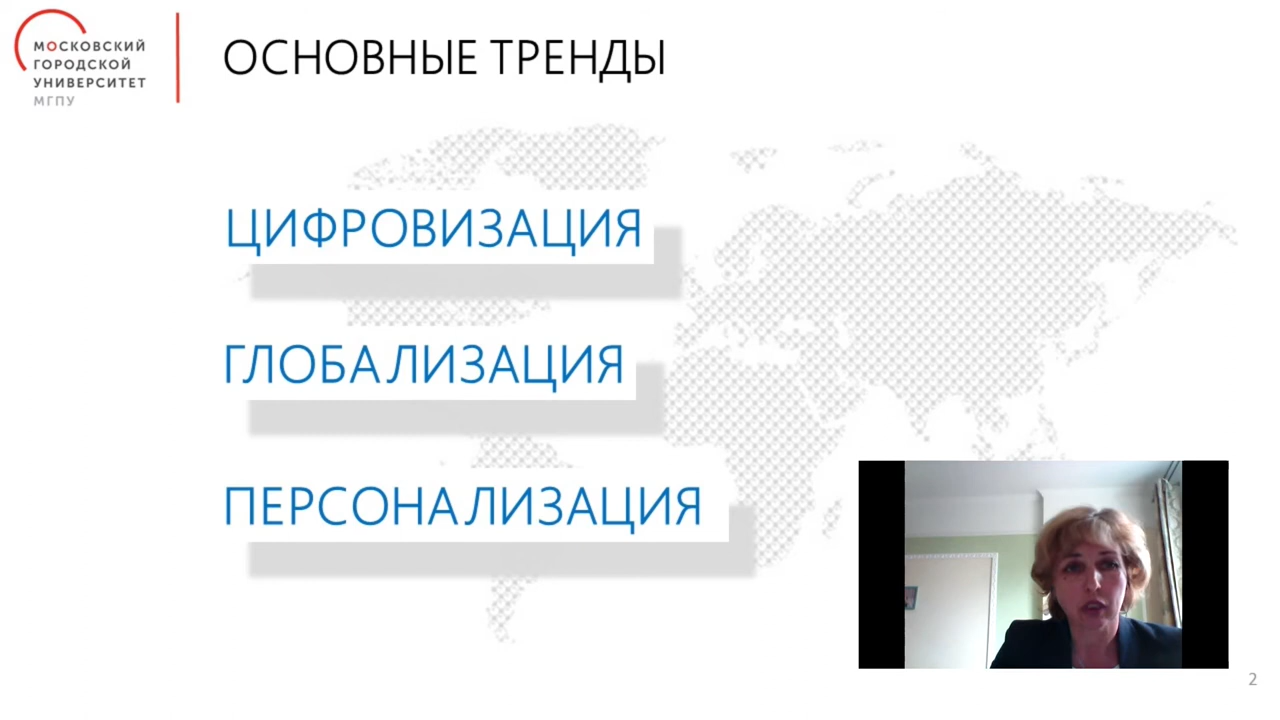 МОСКОВСКИЙ
ГОРОДСКОЙ
УНИВЕРСИТЕТ
МГПУ
ОСНОВНЫЕ ТРЕНДЫ
ЦИФРОВИЗАЦИЯ
ГЛОБАЛИЗАЦИЯ
ПЕРСОНАЛИЗАЦИЯ
2